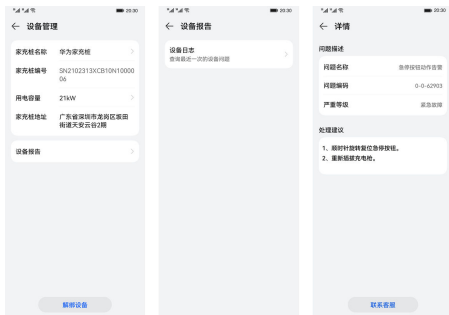 20:30
← 设备管理
家充桩名称 华为家充桩 >
家充桩编号 SN2102313XCB10N10000
06
用电容量 21kW >
家充桩地址 广东省深圳市龙岗区坂田
街道天安云谷2期
设备报告 >
解绑设备
20:30
← 设备报告
设备日志
查询最近一次的设备问题 >
20:30
← 详情
问题描述
问题名称 急停按钮动作告警
问题编码 0-0-62903
严重等级 紧急故障
处理建议
1、顺时针旋转复位急停按钮。
2、重新插拔充电枪。
联系客服